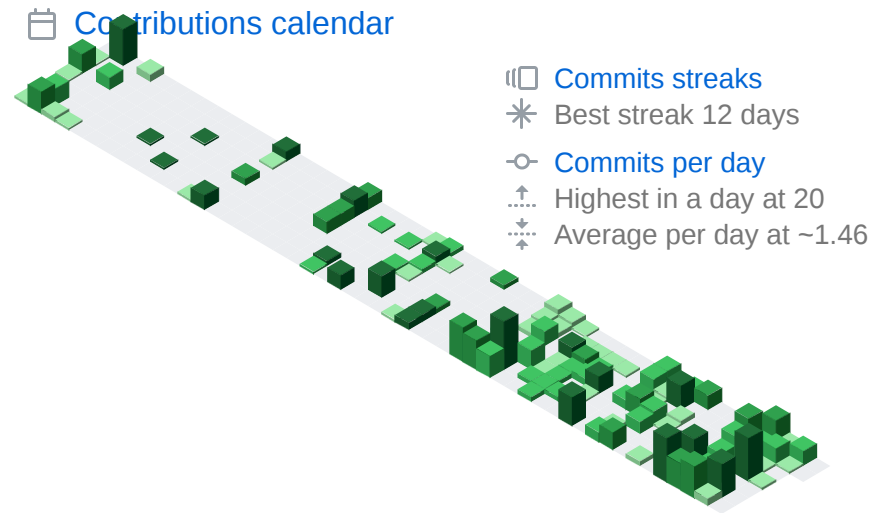 Contributions calendar
Commits streaks
Best streak 12 days
Commits per day
Highest in a day at 20
Average per day at ~1.46